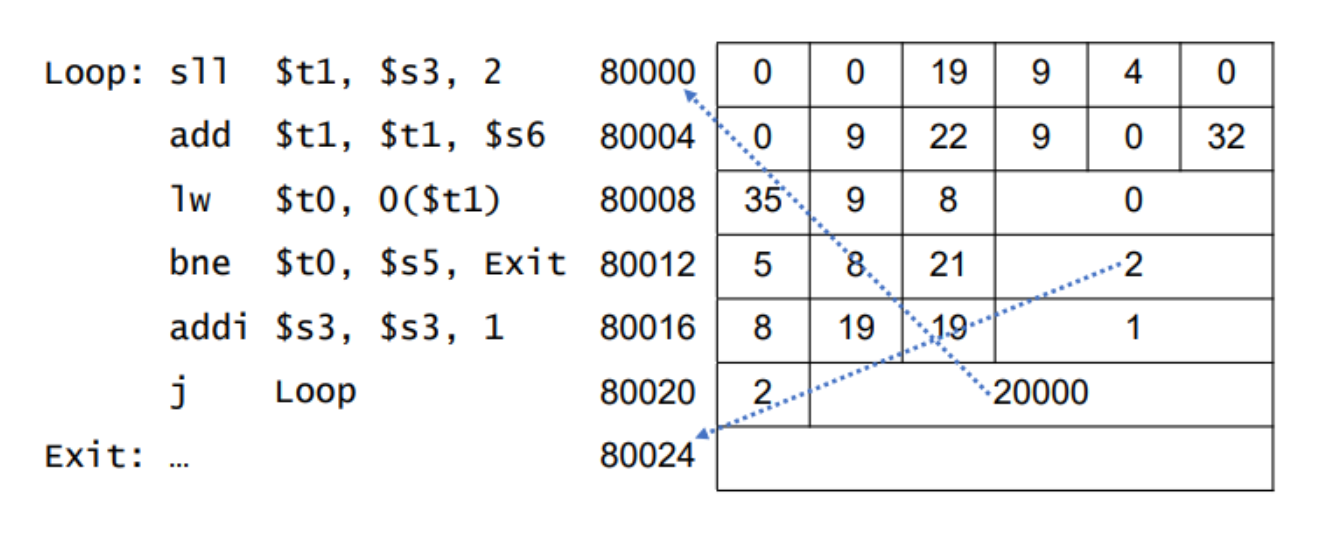 Loop: sll $t1, $s3, 2 80000 0 0 19 9 4 0
add $t1, $t1, $s6 80004 0 9 22 9 0 32
lw $t0, 0($t1) 80008 35 9 8 0
bne $t0, $s5, Exit 80012 5 8 21 2
addi $s3, $s3, 1 80016 8 19 19 1
j Loop 80020 2 20000
Exit: … 80024